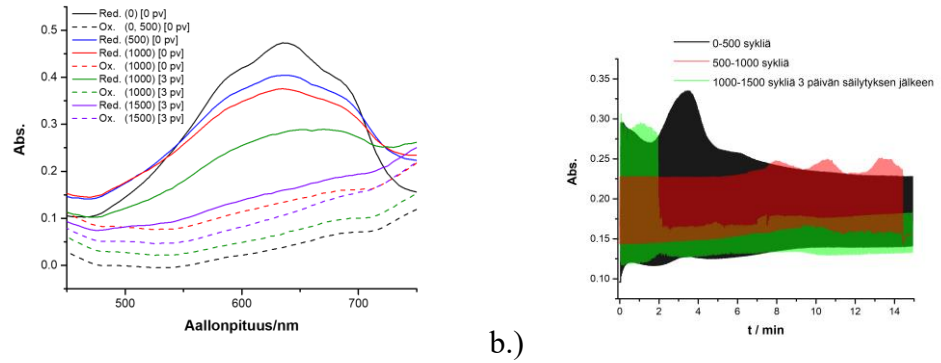 Red. (0) [0 pv]
Ox. (0, 500) [0 pv]
Red. (500) [0 pv]
Red. (1000) [0 pv]
Ox. (1000) [0 pv]
Red. (1000) [3 pv]
Ox. (1000) [3 pv]
Red. (1500) [3 pv]
Ox. (1500) [3 pv]
0.5
0.4
0.3
0.2
0.1
0.0
Abs.
500
600
700
Aallonpituus/nm
b.)
0-500 sykliä
500-1000 sykliä
1000-1500 sykliä 3 päivän säilytyksen jälkeen
0.35
0.30
0.25
0.20
0.15
0.10
Abs.
0
2
4
6
8
10
12
14
t / min